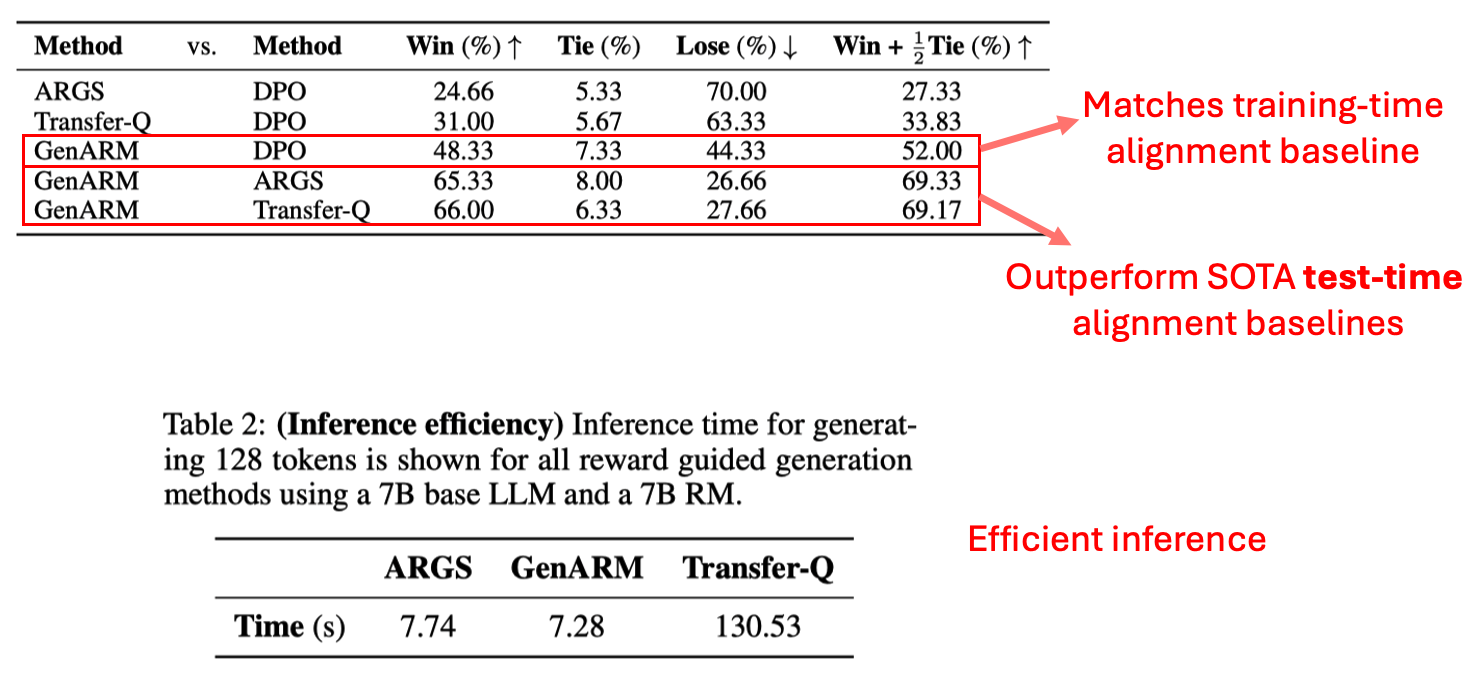 Method vs. Method Win (%) ↑ Tie (%) Lose (%) ↓ Win + ½ Tie (%) ↑
ARGS DPO 24.66 5.33 70.00 27.33
Transfer-Q DPO 31.00 5.67 63.33 33.83
GenARM DPO 48.33 7.33 44.33 52.00
GenARM ARGS 65.33 8.00 26.66 69.33
GenARM Transfer-Q 66.00 6.33 27.66 69.17
Matches training-time
alignment baseline
Outperform SOTA test-time
alignment baselines
Table 2: (Inference efficiency) Inference time for generat-
ing 128 tokens is shown for all reward guided generation
methods using a 7B base LLM and a 7B RM.
ARGS GenARM Transfer-Q
Time (s) 7.74 7.28 130.53
Efficient inference